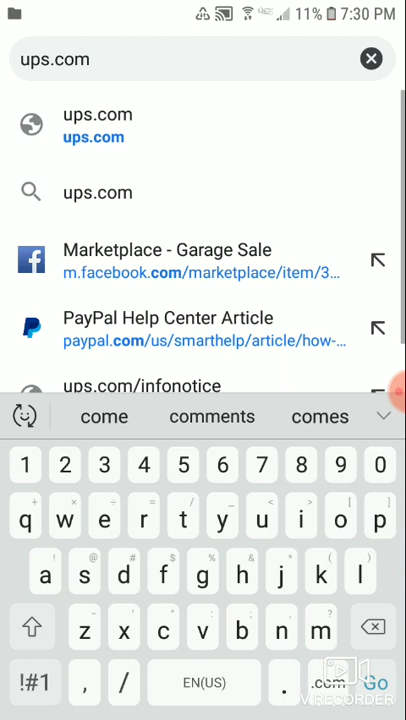 11% 7:30 PM
ups.com
ups.com
ups.com
ups.com
Marketplace - Garage Sale
m.facebook.com/marketplace/item/3...
PayPal Help Center Article
paypal.com/us/smarthelp/article/how-...
ups.com/infonotice
come comments comes
1 2 3 4 5 6 7 8 9 0
+ × ÷ = / _ < > [ ]
q w e r t y u i o p
! @ # $ % & * ( )
a s d f g h j k l
- ' " : ; , ?
z x c v b n m
!#1 , / EN(US) . .com Go
V RECORDER